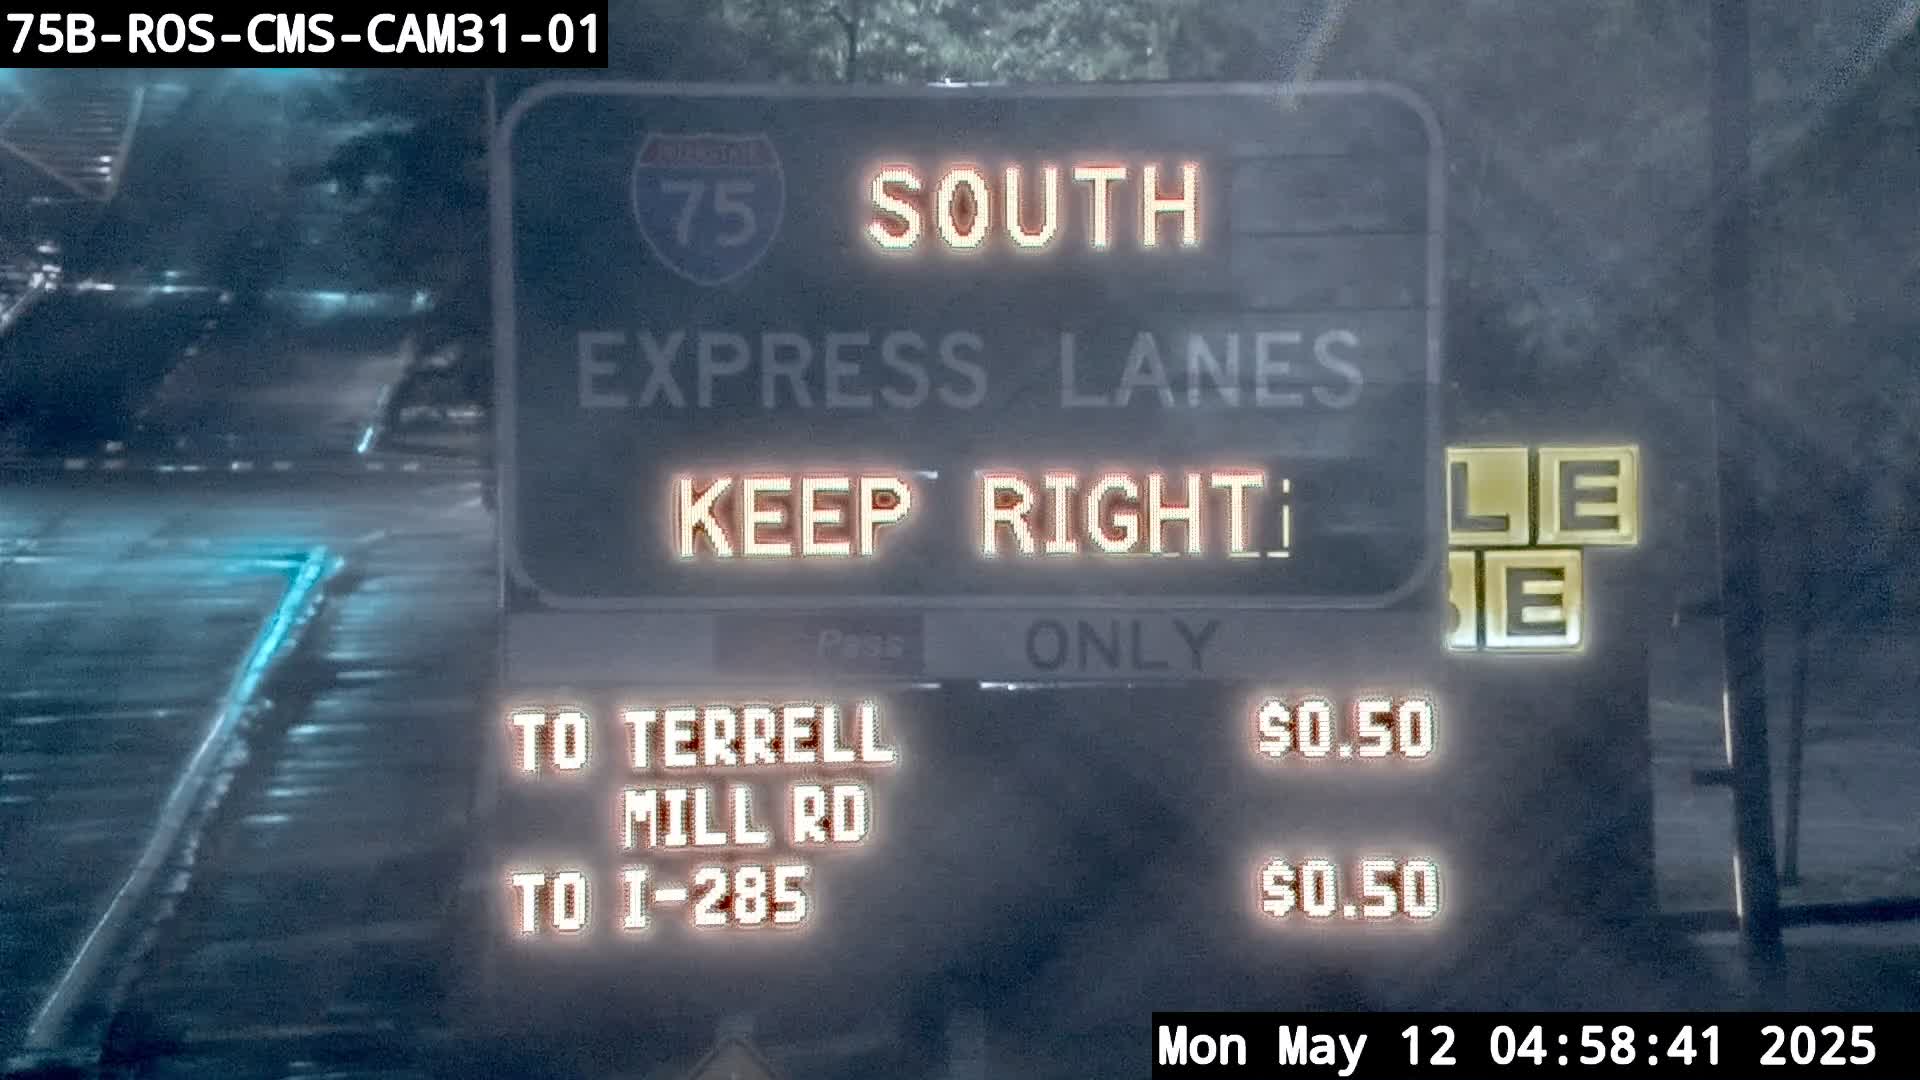 75B-ROS-CMS-CAM31-01
INTERSTATE
75
SOUTH
EXPRESS LANES
KEEP RIGHT
LE
E
Pass ONLY
TO TERRELL $0.50
MILL RD
TO I-285 $0.50
Mon May 12 04:58:41 2025